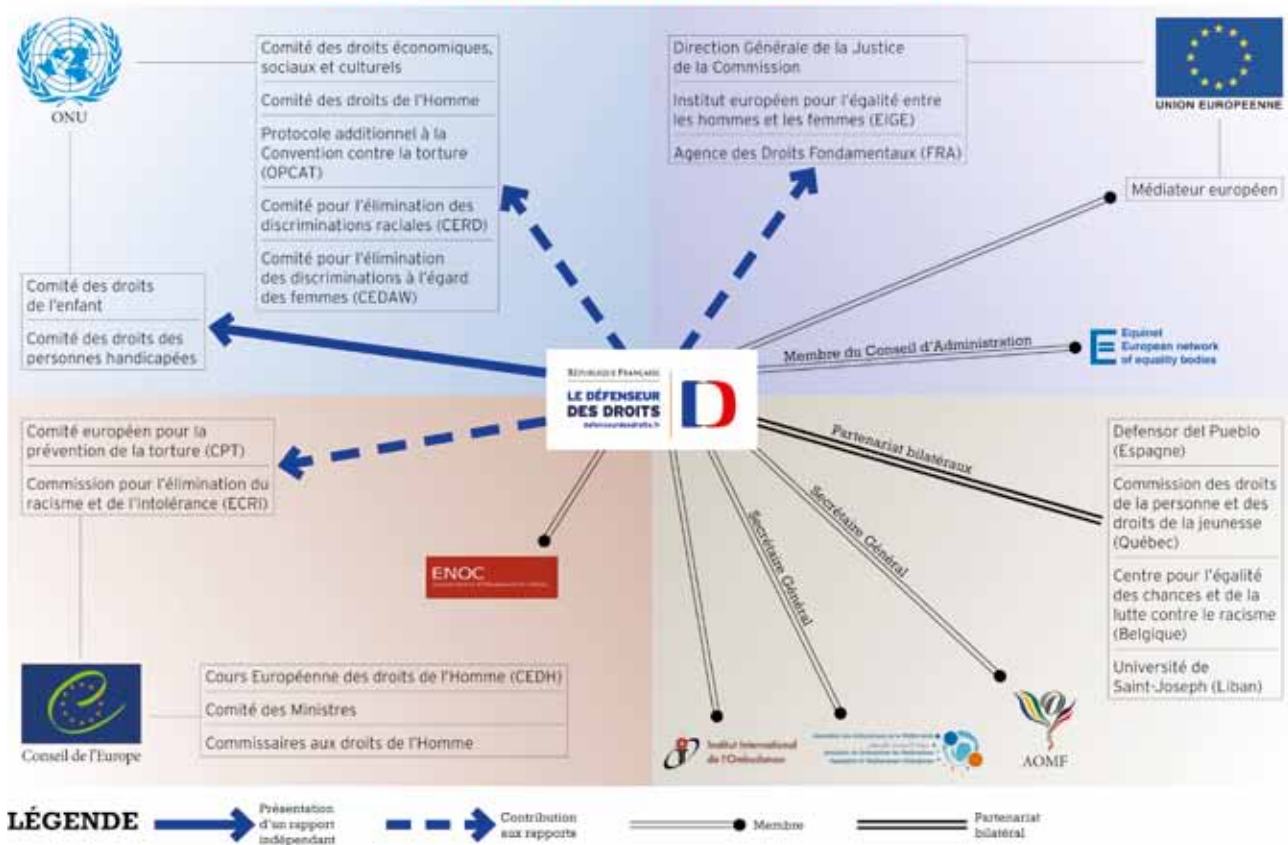 ONU
Comité des droits économiques,
sociaux et culturels
Comité des droits de l'Homme
Protocole additionnel à la
Convention contre la torture
(OPCAT)
Comité pour l'élimination des
discriminations raciales (CERD)
Comité pour l'élimination
des discriminations à l'égard
des femmes (CEDAW)
Comité des droits
de l'enfant
Comité des droits des
personnes handicapées
Direction Générale de la Justice
de la Commission
Institut européen pour l'égalité entre
les hommes et les femmes (EIGE)
Agence des Droits Fondamentaux (FRA)
UNION EUROPEENNE
Médiateur européen
Membre du Conseil d'Administration
Equinet
European network
of equality bodies
RÉPUBLIQUE FRANÇAISE
LE DÉFENSEUR
DES DROITS
defenseurdesdroits.fr
Comité européen pour la
prévention de la torture (CPT)
Commission pour l'élimination du
racisme et de l'intolérance (ECRI)
ENOC
Conseil de l'Europe
Cours Européenne des droits de l'Homme (CEDH)
Comité des Ministres
Commissaires aux droits de l'Homme
Partenariat bilatéraux
Secrétaire Général
Secrétaire Général
Defensor del Pueblo
(Espagne)
Commission des droits
de la personne et des
droits de la jeunesse
(Québec)
Centre pour l'égalité
des chances et de la
lutte contre le racisme
(Belgique)
Université de
Saint-Joseph (Liban)
Institut International
de l'Ombudsman
AOMF
LÉGENDE
Présentation
d'un rapport
indépendant
Contribution
aux rapports
Membre
Partenariat
bilatéral